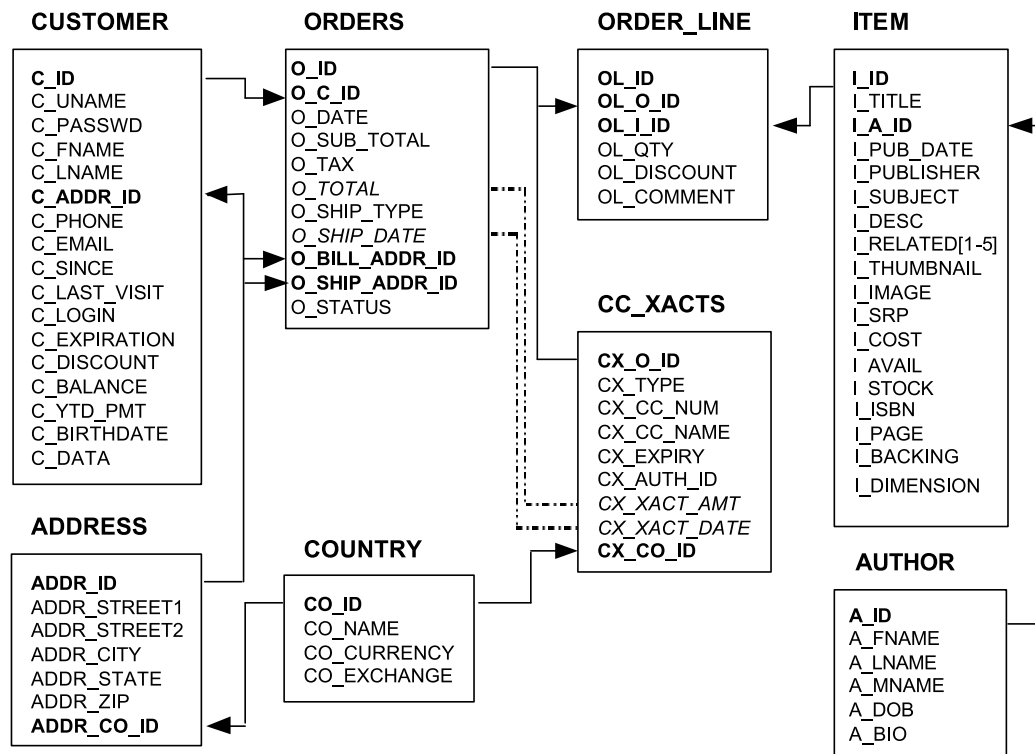 CUSTOMER
C_ID
C_UNAME
C_PASSWD
C_FNAME
C_LNAME
C_ADDR_ID
C_PHONE
C_EMAIL
C_SINCE
C_LAST_VISIT
C_LOGIN
C_EXPIRATION
C_DISCOUNT
C_BALANCE
C_YTD_PMT
C_BIRTHDATE
C_DATA
ORDERS
O_ID
O_C_ID
O_DATE
O_SUB_TOTAL
O_TAX
O_TOTAL
O_SHIP_TYPE
O_SHIP_DATE
O_BILL_ADDR_ID
O_SHIP_ADDR_ID
O_STATUS
ORDER_LINE
OL_ID
OL_O_ID
OL_I_ID
OL_QTY
OL_DISCOUNT
OL_COMMENT
ITEM
I_ID
I_TITLE
I_A_ID
I_PUB_DATE
I_PUBLISHER
I_SUBJECT
I_DESC
I_RELATED[1-5]
I_THUMBNAIL
I_IMAGE
I_SRP
I_COST
I_AVAIL
I_STOCK
I_ISBN
I_PAGE
I_BACKING
I_DIMENSION
CC_XACTS
CX_O_ID
CX_TYPE
CX_CC_NUM
CX_CC_NAME
CX_EXPIRY
CX_AUTH_ID
CX_XACT_AMT
CX_XACT_DATE
CX_CO_ID
ADDRESS
ADDR_ID
ADDR_STREET1
ADDR_STREET2
ADDR_CITY
ADDR_STATE
ADDR_ZIP
ADDR_CO_ID
COUNTRY
CO_ID
CO_NAME
CO_CURRENCY
CO_EXCHANGE
AUTHOR
A_ID
A_FNAME
A_LNAME
A_MNAME
A_DOB
A_BIO